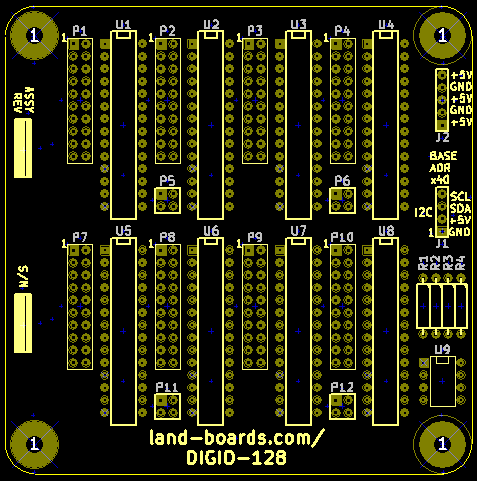 1
1
P1
U1
P2
U2
P3
U3
P4
U4
1
1
1
1
ASSY
REV
+5V
GND
+5V
GND
+5V
J2
BASE
ADR
x40
P5
P6
SCL
I2C
SDA
+5V
1
GND
J1
P7
U5
P8
U6
P9
U7
P10
U8
1
1
1
1
R1
R2
R3
R4
S/N
U9
P11
P12
1
1
land-boards.com/
DIGIO-128